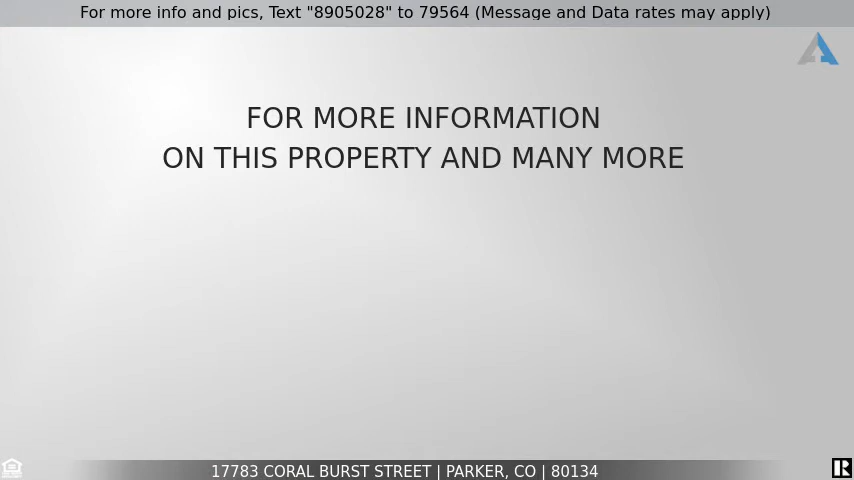 For more info and pics, Text "8905028" to 79564 (Message and Data rates may apply)
FOR MORE INFORMATION
ON THIS PROPERTY AND MANY MORE
17783 CORAL BURST STREET | PARKER, CO | 80134